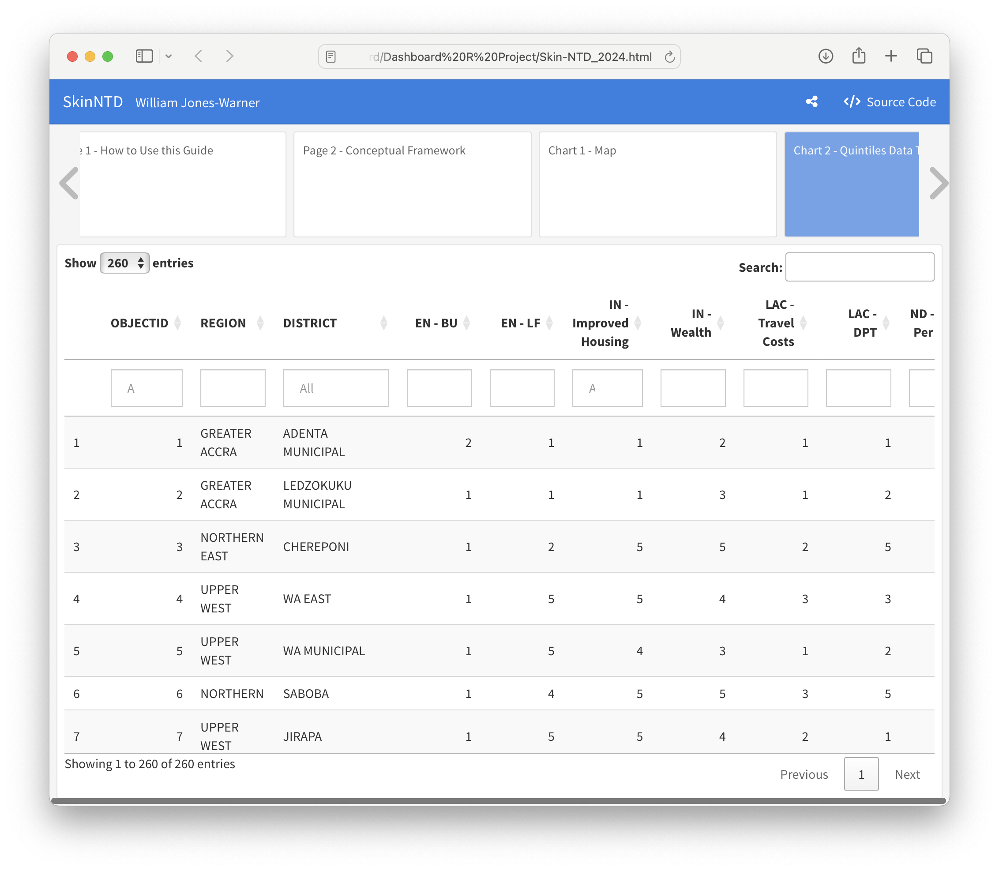 rd/Dashboard%20R%20Project/Skin-NTD_2024.html
SkinNTD William Jones-Warner </> Source Code
e 1 - How to Use this Guide Page 2 - Conceptual Framework Chart 1 - Map Chart 2 - Quintiles Data T
Show 260 entries Search:
OBJECTID REGION DISTRICT EN - BU EN - LF IN - Improved Housing IN - Wealth LAC - Travel Costs LAC - DPT ND - Per
A All A
1 1 GREATER ACCRA ADENTA MUNICIPAL 2 1 1 2 1 1
2 2 GREATER ACCRA LEDZOKUKU MUNICIPAL 1 1 1 3 1 2
3 3 NORTHERN EAST CHEREPONI 1 2 5 5 2 5
4 4 UPPER WEST WA EAST 1 5 5 4 3 3
5 5 UPPER WEST WA MUNICIPAL 1 5 4 3 1 2
6 6 NORTHERN SABOBA 1 4 5 5 3 5
7 7 UPPER WEST JIRAPA 1 5 5 4 2 1
Showing 1 to 260 of 260 entries
Previous 1 Next